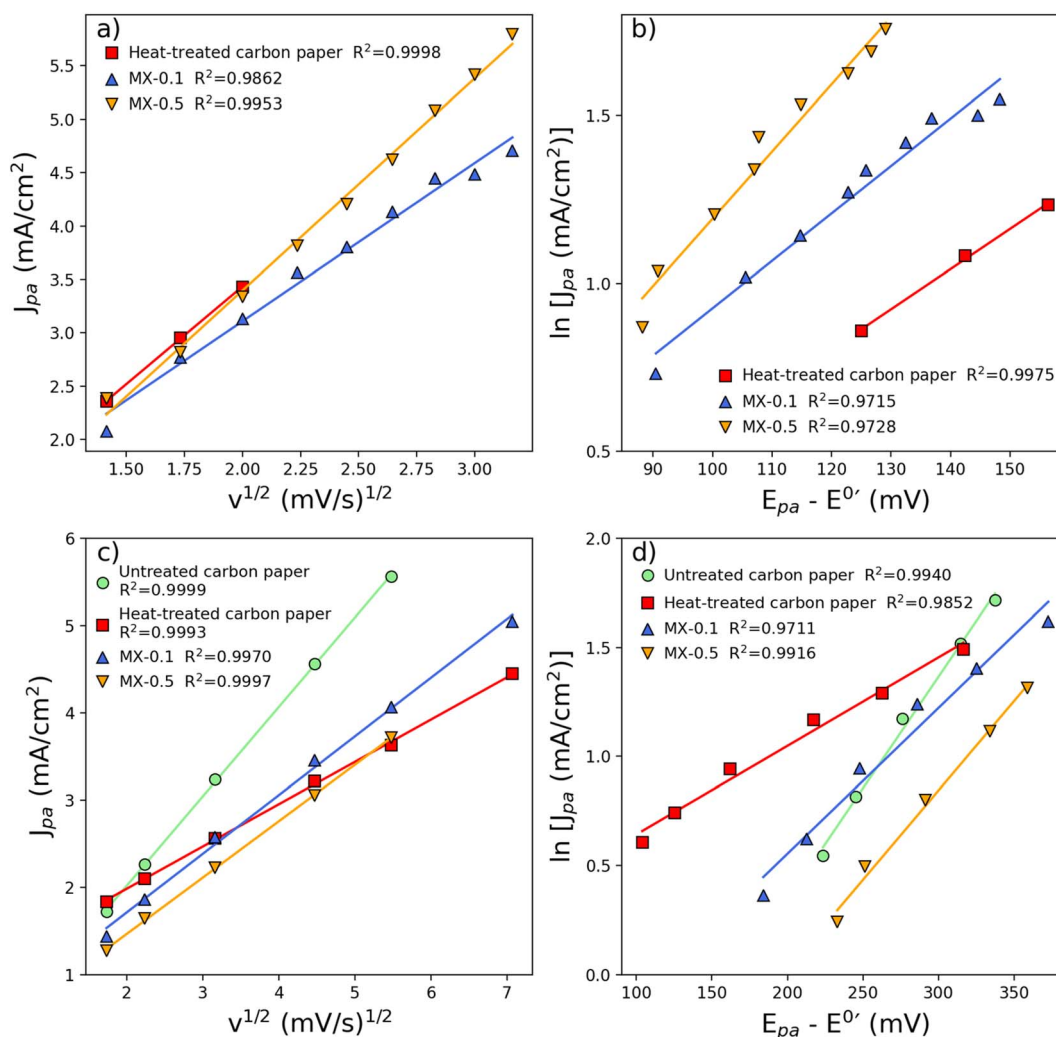 a)
Heat-treated carbon paper R²=0.9998
MX-0.1 R²=0.9862
MX-0.5 R²=0.9953
5.5
5.0
4.5
4.0
3.5
3.0
2.5
2.0
J_pa (mA/cm²)
1.50 1.75 2.00 2.25 2.50 2.75 3.00
v^1/2 (mV/s)^1/2
b)
1.5
1.0
0.5
ln [J_pa (mA/cm²)]
Heat-treated carbon paper R²=0.9975
MX-0.1 R²=0.9715
MX-0.5 R²=0.9728
90 100 110 120 130 140 150
E_pa - E^0′ (mV)
c)
Untreated carbon paper
R²=0.9999
Heat-treated carbon paper
R²=0.9993
MX-0.1 R²=0.9970
MX-0.5 R²=0.9997
6
5
4
3
2
1
J_pa (mA/cm²)
2 3 4 5 6 7
v^1/2 (mV/s)^1/2
d)
Untreated carbon paper R²=0.9940
Heat-treated carbon paper R²=0.9852
MX-0.1 R²=0.9711
MX-0.5 R²=0.9916
2.0
1.5
1.0
0.5
0.0
ln [J_pa (mA/cm²)]
100 150 200 250 300 350
E_pa - E^0′ (mV)